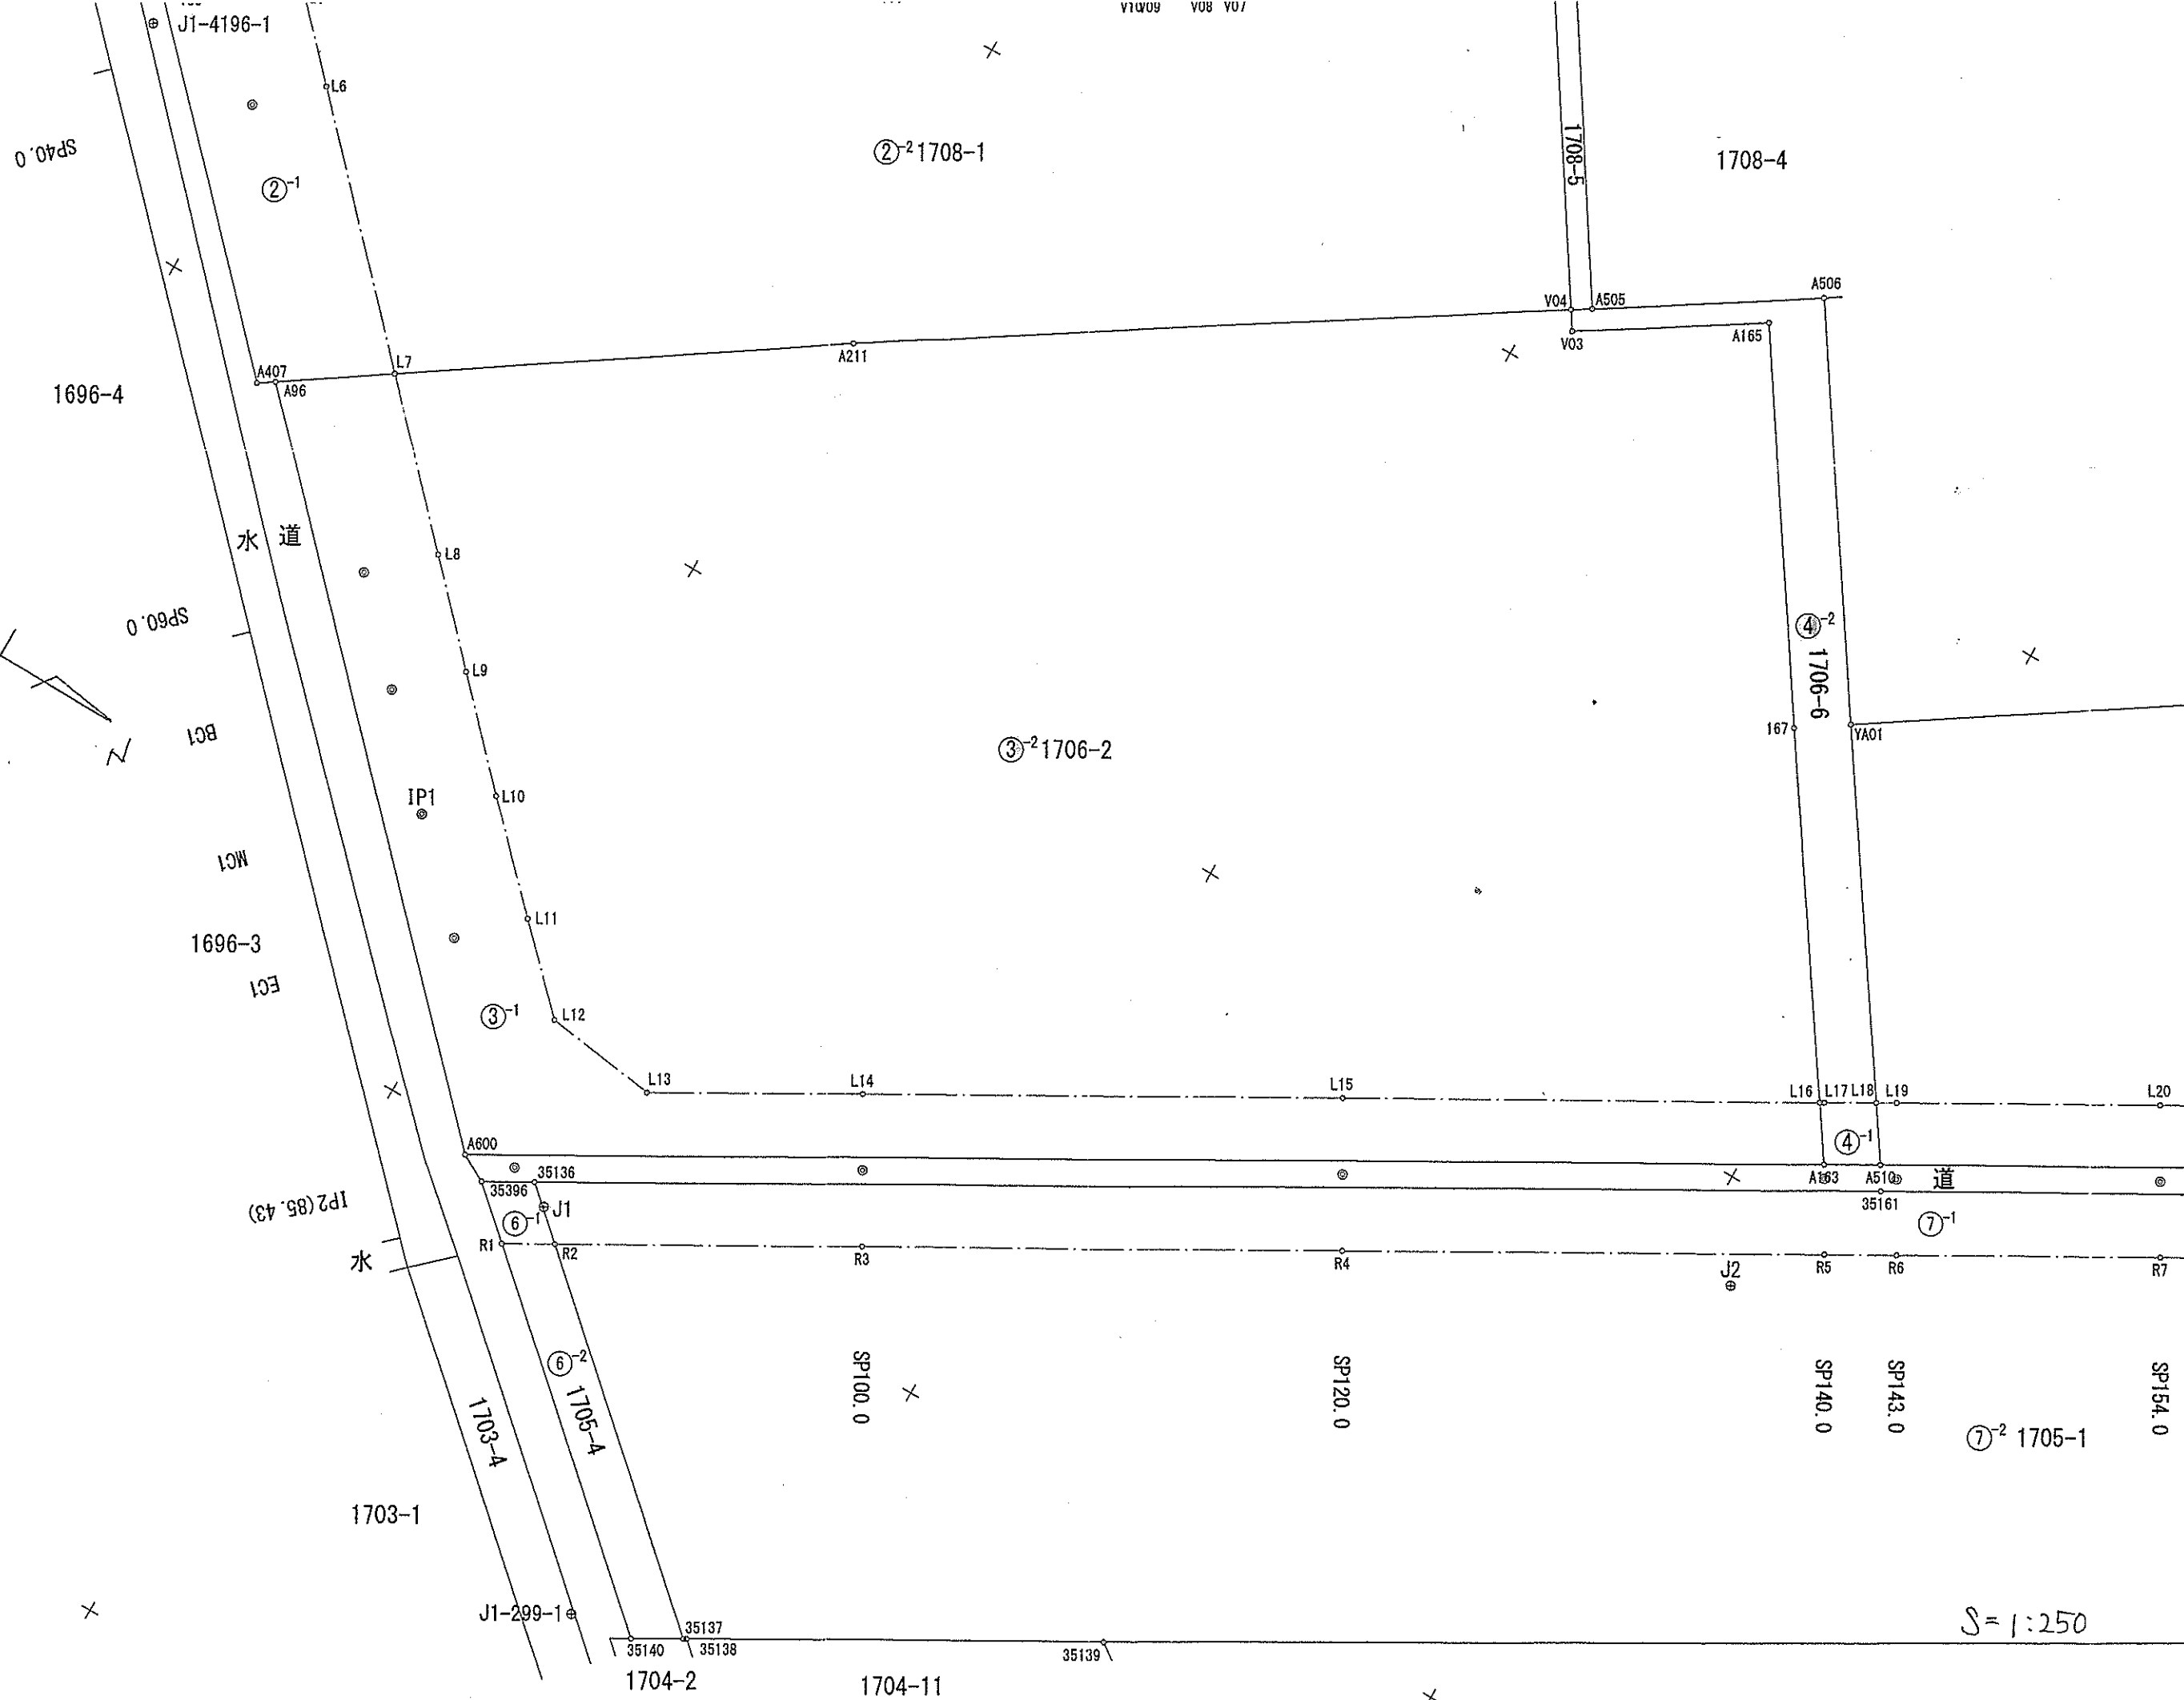 V10 V09 V08 V07
J1-4196-1
L6
SP40.0
②-1
②-2 1708-1
1708-5
1708-4
A506
V04 A505
V03 A165
A211
L7
A407
A96
1696-4
水 道
L8
SP60.0
④-2
1706-6
L9
BC1
167
YA01
③-2 1706-2
N
IP1
L10
MC1
L11
1696-3
EC1
③-1
L12
L13 L14 L15 L16 L17 L18 L19 L20
④-1
A600
35136
35396
A163 A510 道
35161
IP2(85.43)
⑥-1 J1
⑦-1
水
R1 R2 R3 R4 R5 R6 R7
J2
⑥-2
1705-4
SP100.0
SP120.0
SP140.0
SP143.0
SP154.0
1703-4
⑦-2 1705-1
1703-1
J1-299-1
S=1:250
35137
35140 35138 35139
1704-2 1704-11